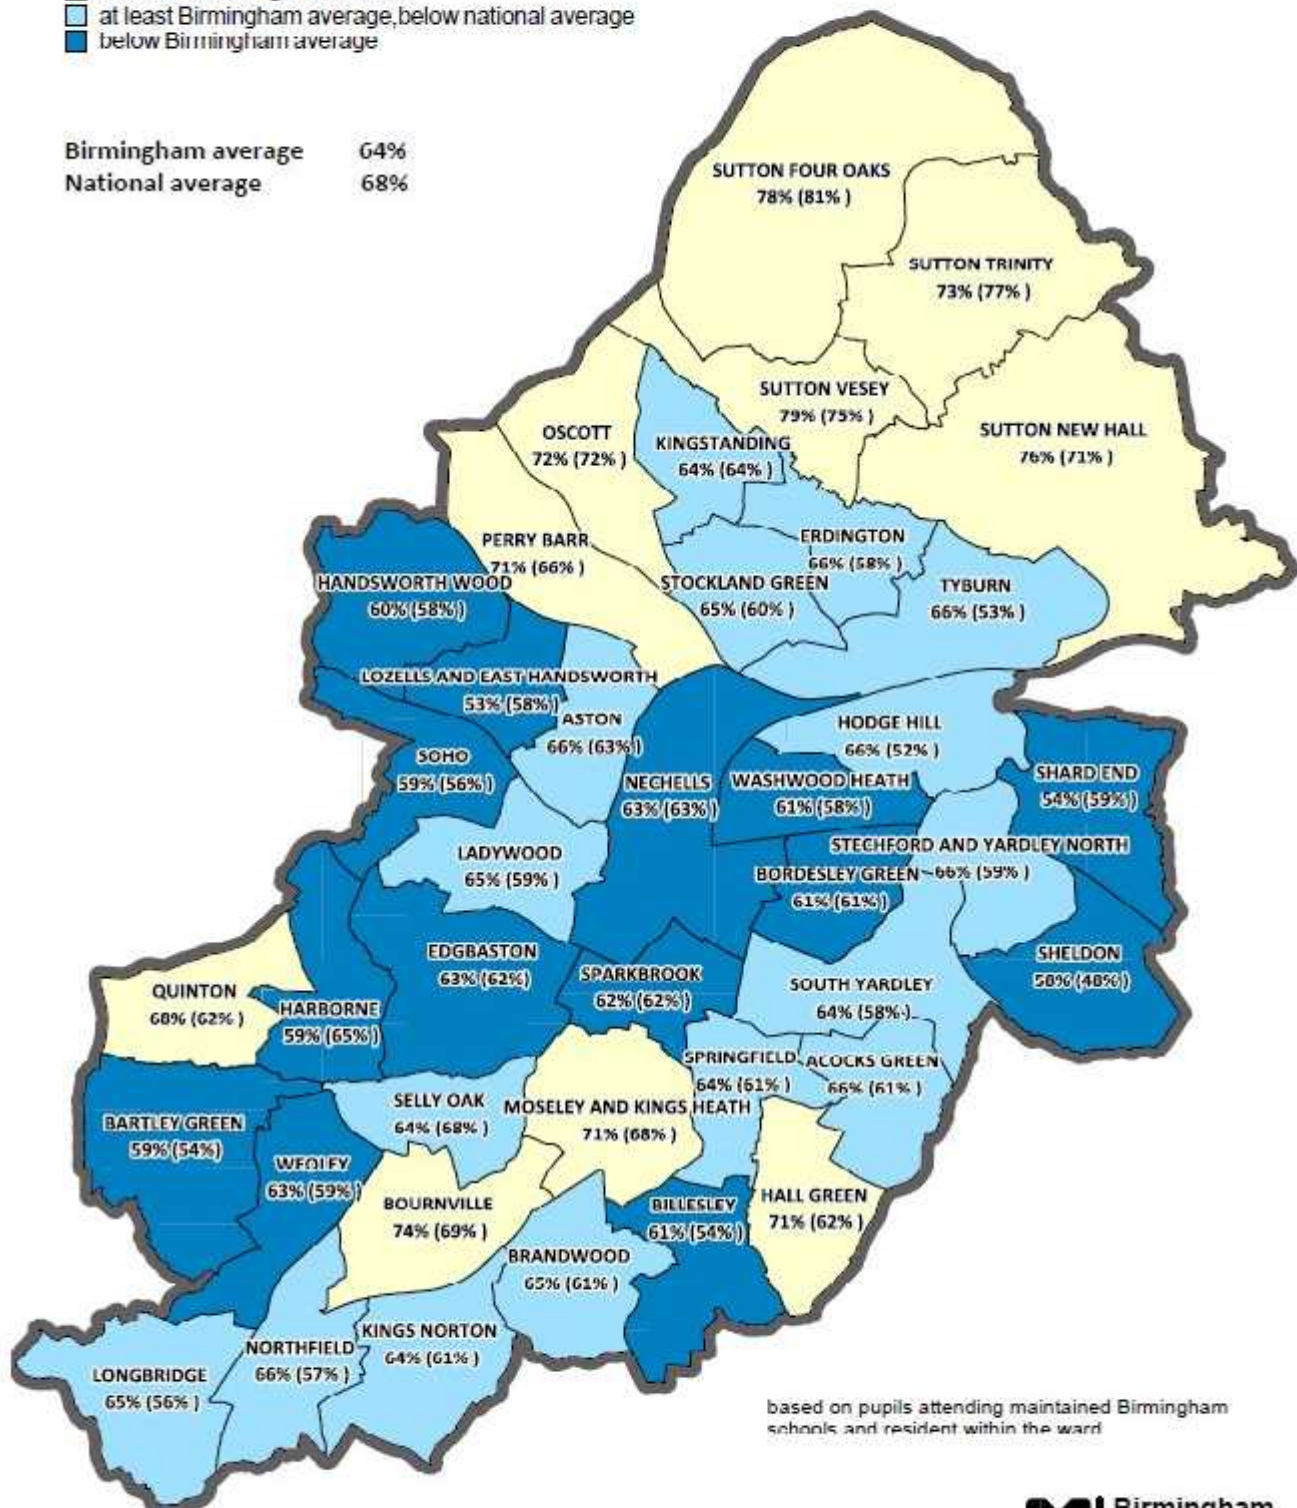 at least Birmingham average,below national average
below Birmingham average
Birmingham average 64%
National average 68%
SUTTON FOUR OAKS
78% (81% )
SUTTON TRINITY
73% (77% )
SUTTON VESEY
79% (75% )
SUTTON NEW HALL
76% (71% )
OSCOTT
72% (72% )
KINGSTANDING
64% (64% )
PERRY BARR
71% (66% )
ERDINGTON
66% (58% )
HANDSWORTH WOOD
60% (58% )
STOCKLAND GREEN
65% (60% )
TYBURN
66% (53% )
LOZELLS AND EAST HANDSWORTH
53% (58% )
ASTON
66% (63% )
HODGE HILL
66% (52% )
SOHO
59% (56% )
NECHELLS
63% (63% )
WASHWOOD HEATH
61% (58% )
SHARD END
54% (59%)
LADYWOOD
65% (59% )
STECHFORD AND YARDLEY NORTH
66% (59% )
BORDESLEY GREEN
61% (61%)
EDGBASTON
63% (62%)
SPARKBROOK
62% (62%)
SHELDON
58% (48%)
QUINTON
68% (62% )
HARBORNE
59% (65%)
SOUTH YARDLEY
64% (58% )
SPRINGFIELD
64% (61% )
ACOCKS GREEN
66% (61% )
SELLY OAK
64% (68% )
MOSELEY AND KINGS HEATH
71% (68% )
BARTLEY GREEN
59% (54%)
WEOLEY
63% (59% )
BOURNVILLE
74% (69% )
BILLESLEY
61% (54% )
HALL GREEN
71% (62% )
BRANDWOOD
65% (61% )
KINGS NORTON
64% (61% )
NORTHFIELD
66% (57% )
LONGBRIDGE
65% (56% )
based on pupils attending maintained Birmingham
schools and resident within the ward
Birmingham